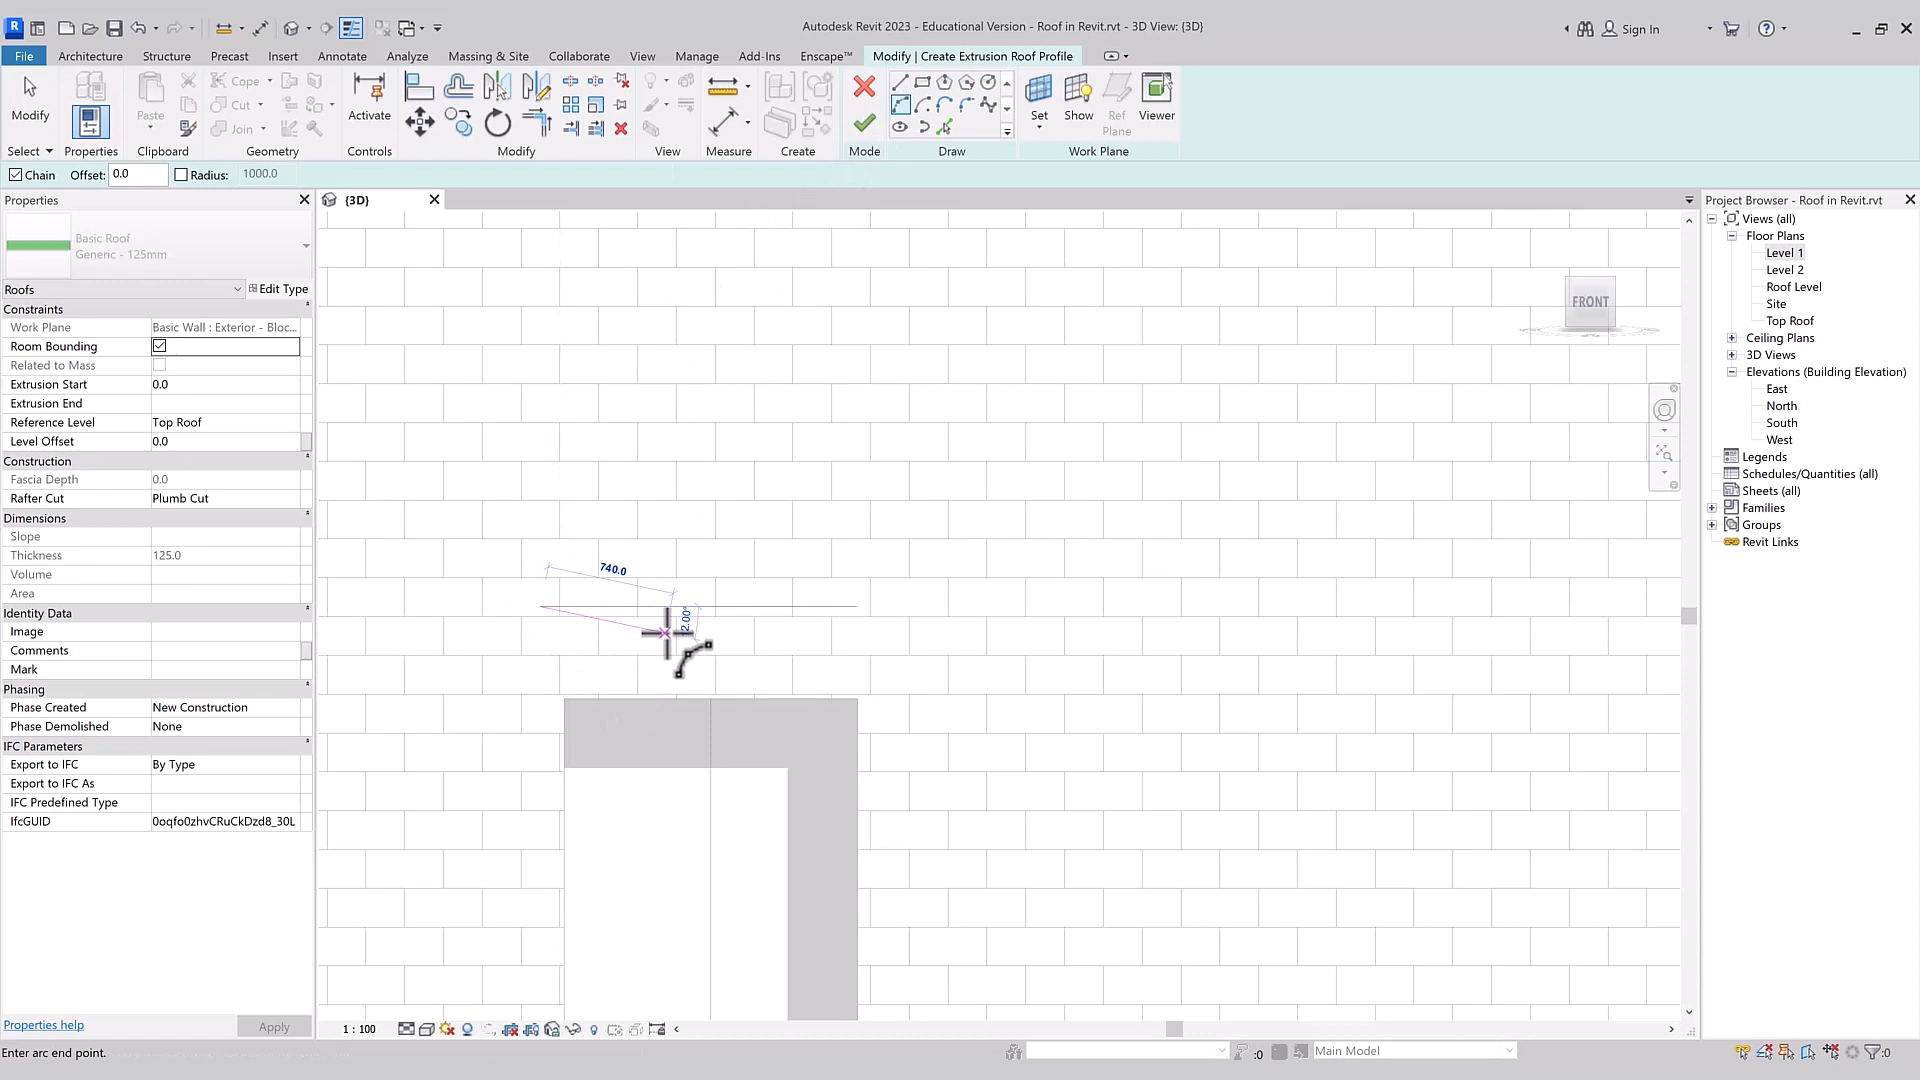 Autodesk Revit 2023 - Educational Version - Roof in Revit.rvt - 3D View: {3D}
Sign In
File Architecture Structure Precast Insert Annotate Analyze Massing & Site Collaborate View Manage Add-Ins Enscape™ Modify | Create Extrusion Roof Profile
Modify
Paste
Cope
Cut
Join
Activate
Set
Show
Ref
Plane
Viewer
Select Properties Clipboard Geometry Controls Modify View Measure Create Mode Draw Work Plane
Chain Offset: 0.0 Radius: 1000.0
Properties
Basic Roof
Generic - 125mm
Roofs Edit Type
Constraints
Work Plane Basic Wall : Exterior - Bloc...
Room Bounding
Related to Mass
Extrusion Start 0.0
Extrusion End
Reference Level Top Roof
Level Offset 0.0
Construction
Fascia Depth 0.0
Rafter Cut Plumb Cut
Dimensions
Slope
Thickness 125.0
Volume
Area
Identity Data
Image
Comments
Mark
Phasing
Phase Created New Construction
Phase Demolished None
IFC Parameters
Export to IFC By Type
Export to IFC As
IFC Predefined Type
IfcGUID 0oqfo0zhvCRuCkDzd8_30L
Properties help Apply
{3D}
FRONT
740.0
1 : 100
Project Browser - Roof in Revit.rvt
Views (all)
Floor Plans
Level 1
Level 2
Roof Level
Site
Top Roof
Ceiling Plans
3D Views
Elevations (Building Elevation)
East
North
South
West
Legends
Schedules/Quantities (all)
Sheets (all)
Families
Groups
Revit Links
Enter arc end point.
:0
Main Model
:0